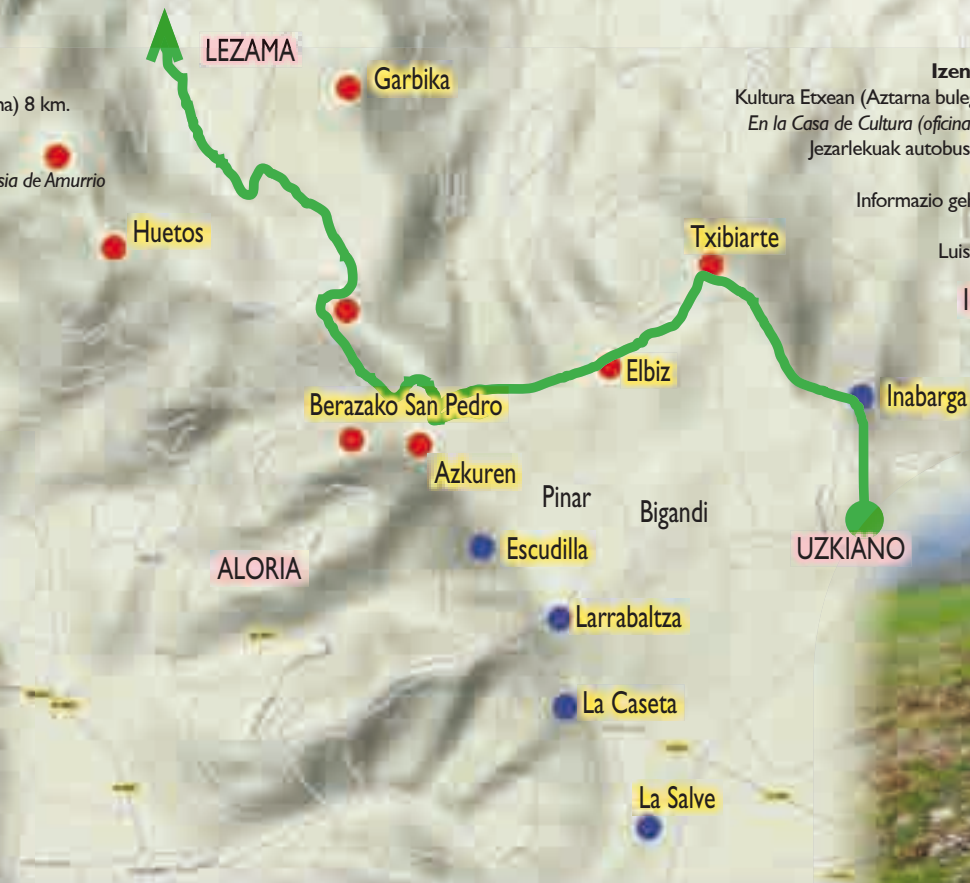 LEZAMA
Garbika
na) 8 km.
sia de Amurrio
Huetos
Izen
Kultura Etxean (Aztarna buleg
En la Casa de Cultura (oficina
Jezarlekuak autobus
Informazio gel
Luis
Txibiarte
Elbiz
Inabarga
Berazako San Pedro
Azkuren
Pinar
Bigandi
UZKIANO
Escudilla
ALORIA
Larrabaltza
La Caseta
La Salve